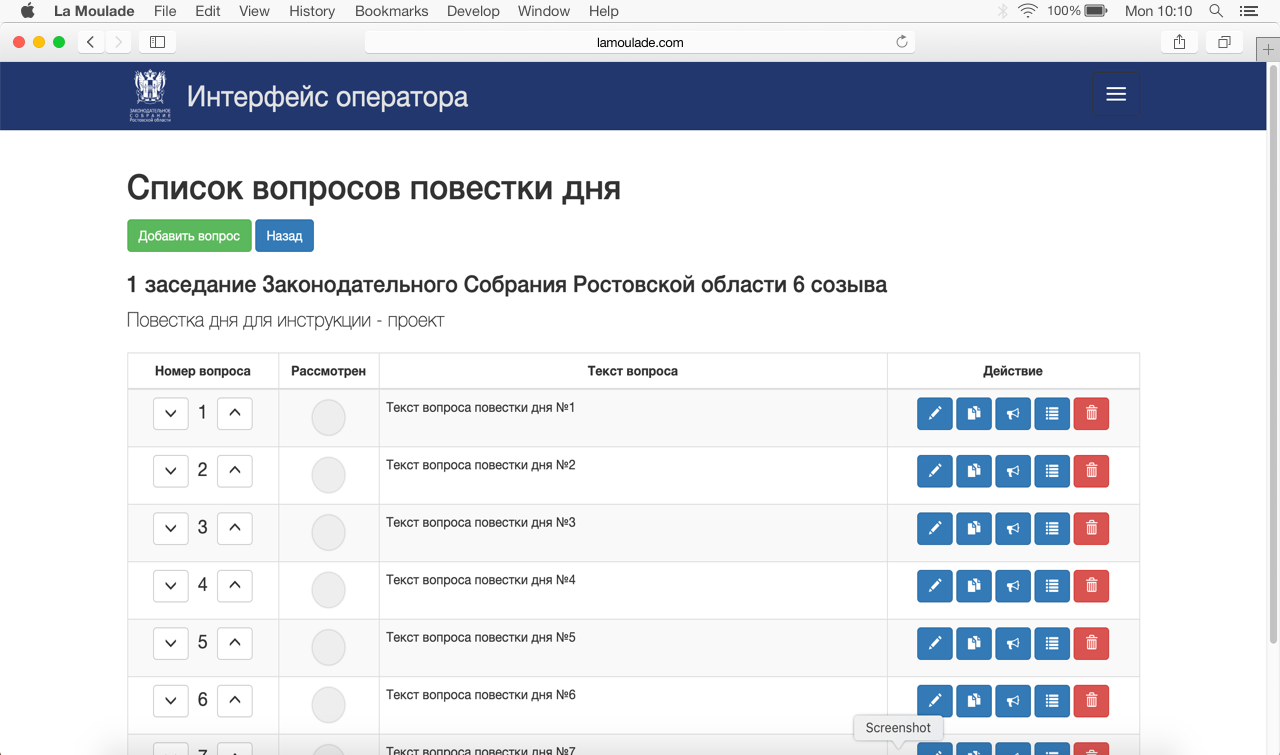 La Moulade File Edit View History Bookmarks Develop Window Help 100% Mon 10:10
lamoulade.com
ЗАКОНОДАТЕЛЬНОЕ
СОБРАНИЕ
Ростовской области
Интерфейс оператора
Список вопросов повестки дня
Добавить вопрос Назад
1 заседание Законодательного Собрания Ростовской области 6 созыва
Повестка дня для инструкции - проект
Номер вопроса Рассмотрен Текст вопроса Действие
1 Текст вопроса повестки дня №1
2 Текст вопроса повестки дня №2
3 Текст вопроса повестки дня №3
4 Текст вопроса повестки дня №4
5 Текст вопроса повестки дня №5
6 Текст вопроса повестки дня №6
Screenshot
7 Текст вопроса повестки дня №7